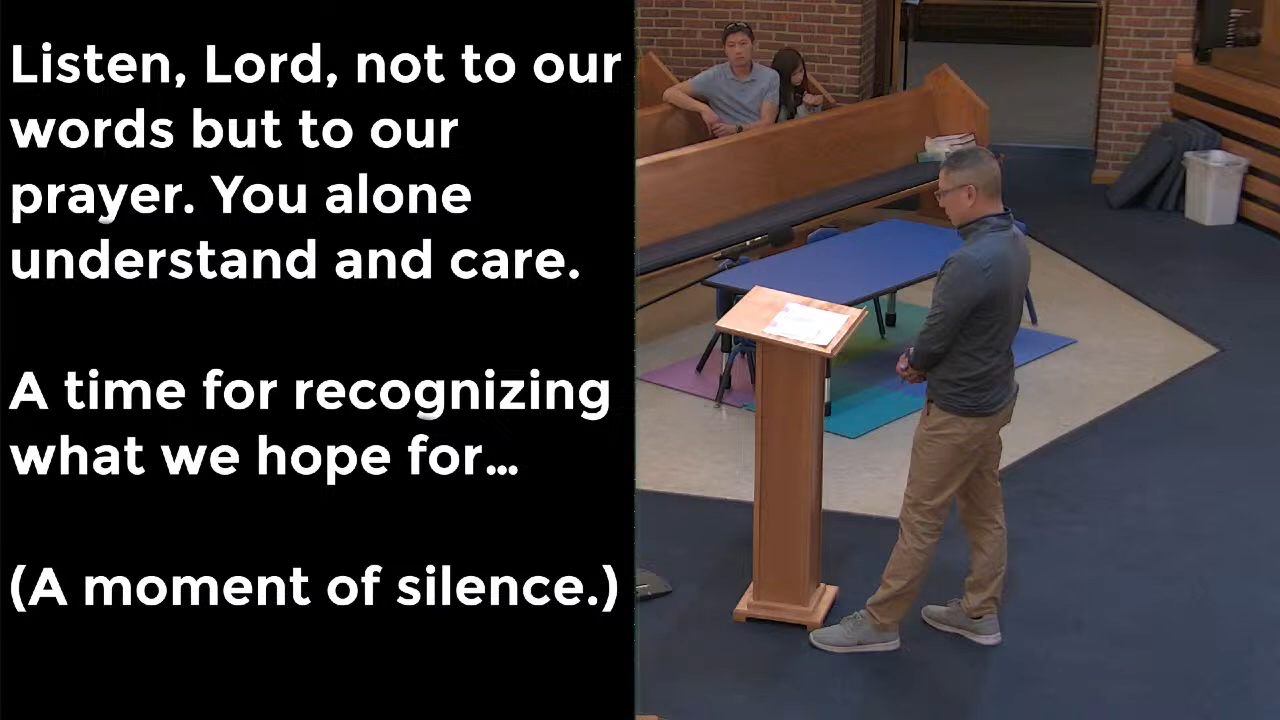 Listen, Lord, not to our
words but to our
prayer. You alone
understand and care.
A time for recognizing
what we hope for...
(A moment of silence.)